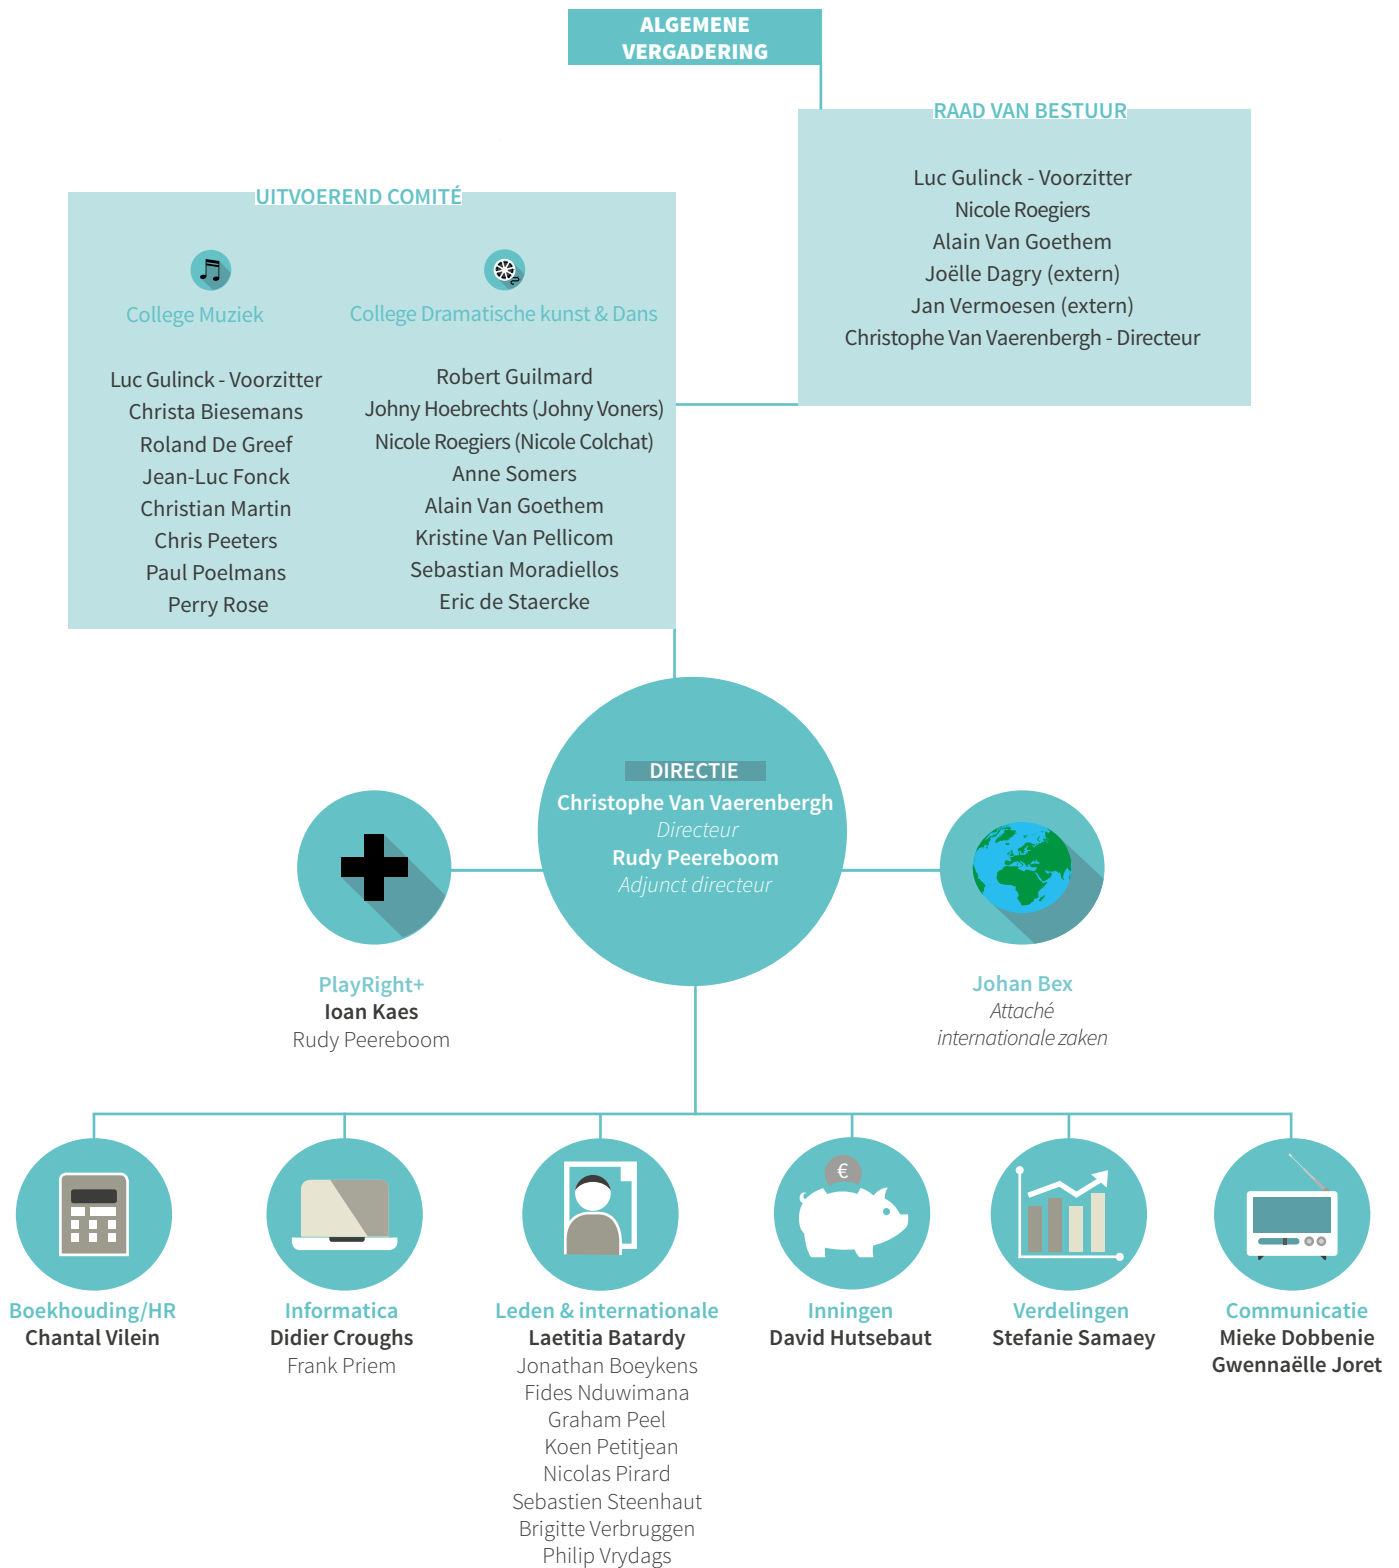 ALGEMENE
VERGADERING
RAAD VAN BESTUUR
Luc Gulinck - Voorzitter
Nicole Roegiers
Alain Van Goethem
Joëlle Dagry (extern)
Jan Vermoesen (extern)
Christophe Van Vaerenbergh - Directeur
UITVOEREND COMITÉ
College Muziek
Luc Gulinck - Voorzitter
Christa Biesemans
Roland De Greef
Jean-Luc Fonck
Christian Martin
Chris Peeters
Paul Poelmans
Perry Rose
College Dramatische kunst & Dans
Robert Guilmard
Johny Hoebrechts (Johny Voners)
Nicole Roegiers (Nicole Colchat)
Anne Somers
Alain Van Goethem
Kristine Van Pellicom
Sebastian Moradiellos
Eric de Staercke
DIRECTIE
Christophe Van Vaerenbergh
Directeur
Rudy Peereboom
Adjunct directeur
PlayRight+
Ioan Kaes
Rudy Peereboom
Johan Bex
Attaché
internationale zaken
€
Boekhouding/HR
Chantal Vilein
Informatica
Didier Croughs
Frank Priem
Leden & internationale
Laetitia Batardy
Jonathan Boeykens
Fides Nduwimana
Graham Peel
Koen Petitjean
Nicolas Pirard
Sebastien Steenhaut
Brigitte Verbruggen
Philip Vrydags
Inningen
David Hutsebaut
Verdelingen
Stefanie Samaey
Communicatie
Mieke Dobbenie
Gwennaëlle Joret